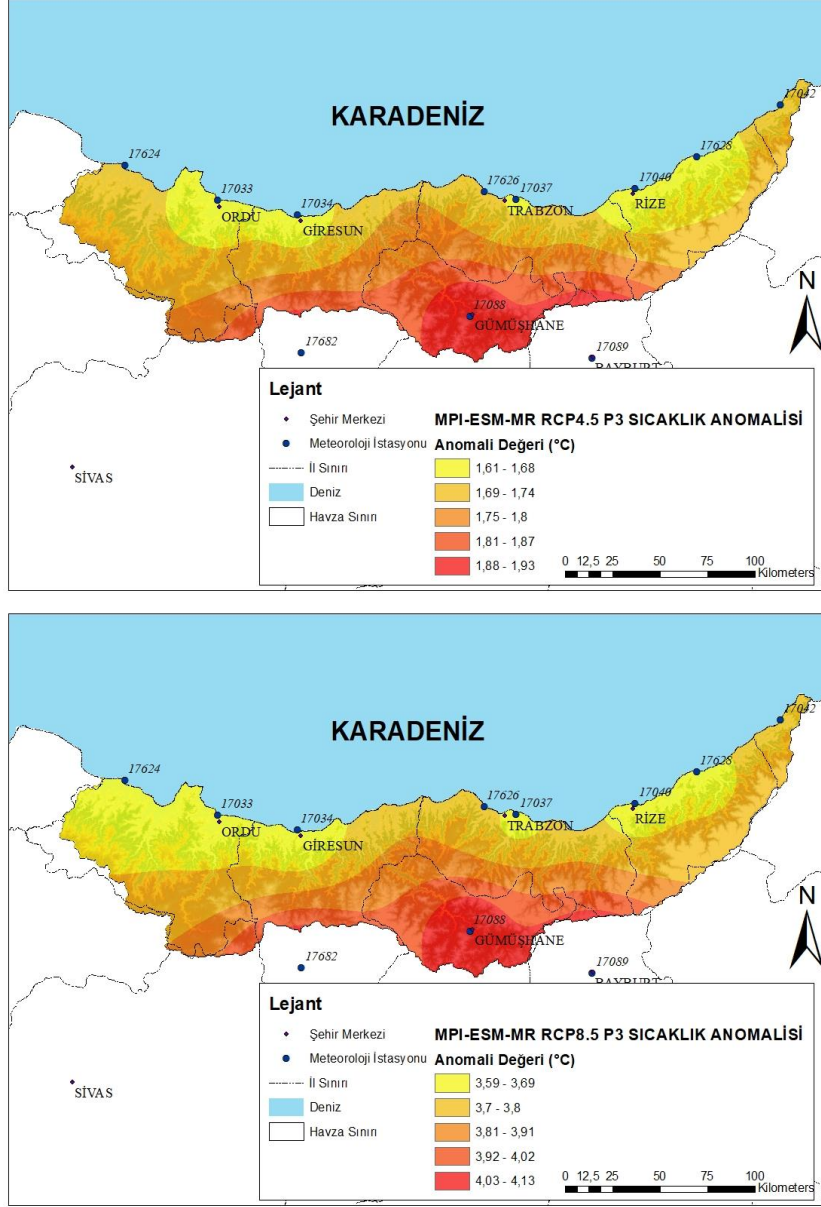 17042
KARADENİZ
17624
17628
17033
17626
17037
17040
17034
ORDU
TRABZON
RİZE
GİRESUN
N
17088
GÜMÜŞHANE
17682
17089
BAYBURT
Lejant
Şehir Merkezi
MPI-ESM-MR RCP4.5 P3 SICAKLIK ANOMALİSİ
Meteoroloji İstasyonu
Anomali Değeri (°C)
İl Sınırı
1,61 - 1,68
SİVAS
Deniz
1,69 - 1,74
Havza Sınırı
1,75 - 1,8
1,81 - 1,87
1,88 - 1,93
0 12,5 25 50 75 100
Kilometers
17042
KARADENİZ
17624
17628
17033
17626
17037
17040
17034
ORDU
TRABZON
RİZE
GİRESUN
N
17088
GÜMÜŞHANE
17682
17089
BAYBURT
Lejant
Şehir Merkezi
MPI-ESM-MR RCP8.5 P3 SICAKLIK ANOMALİSİ
Meteoroloji İstasyonu
Anomali Değeri (°C)
İl Sınırı
3,59 - 3,69
SİVAS
Deniz
3,7 - 3,8
Havza Sınırı
3,81 - 3,91
3,92 - 4,02
4,03 - 4,13
0 12,5 25 50 75 100
Kilometers